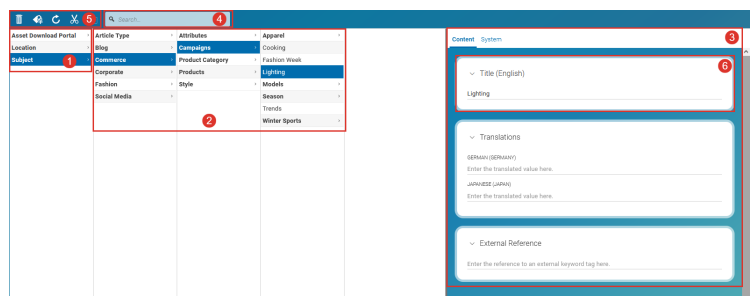 5
Search...
4
Asset Download Portal
Location
Subject
1
Article Type
Blog
Commerce
Corporate
Fashion
Social Media
Attributes
Campaigns
Product Category
Products
Style
2
Apparel
Cooking
Fashion Week
Lighting
Models
Season
Trends
Winter Sports
Content System
3
6
Title (English)
Lighting
Translations
GERMAN (GERMANY)
Enter the translated value here.
JAPANESE (JAPAN)
Enter the translated value here.
External Reference
Enter the reference to an external keyword tag here.